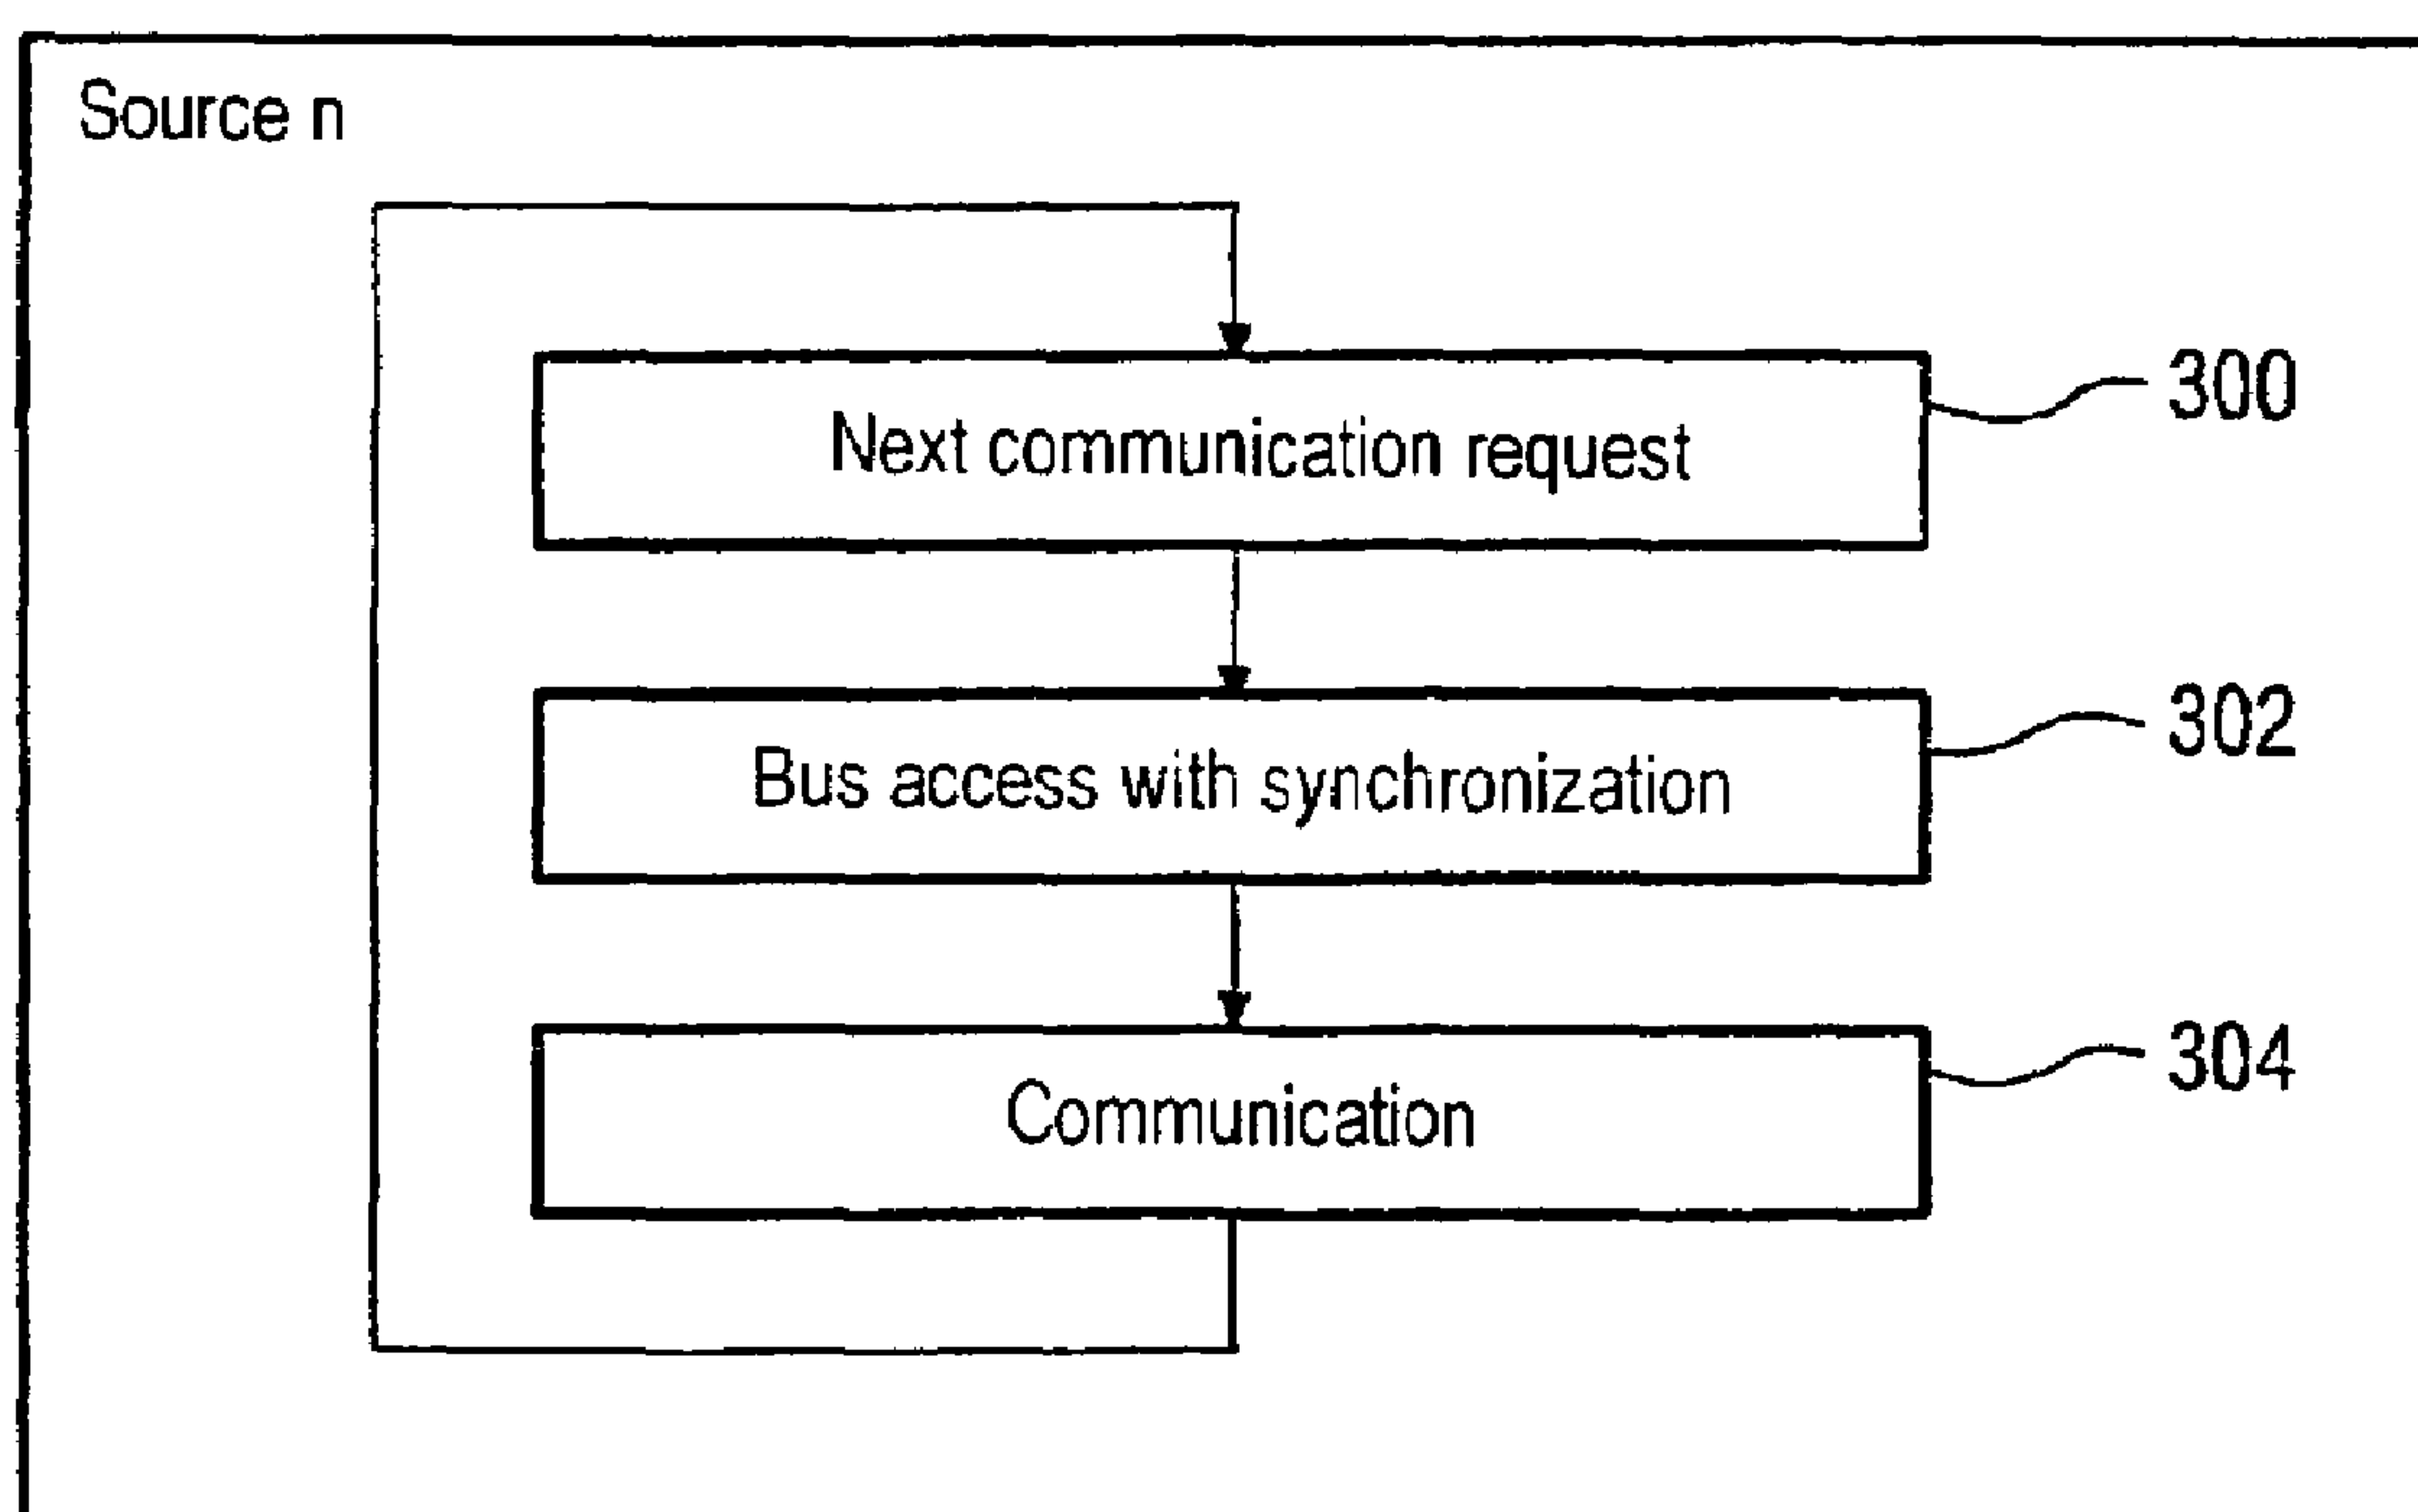 Source n
Next communication request
300
Bus access with synchronization
302
Communication
304